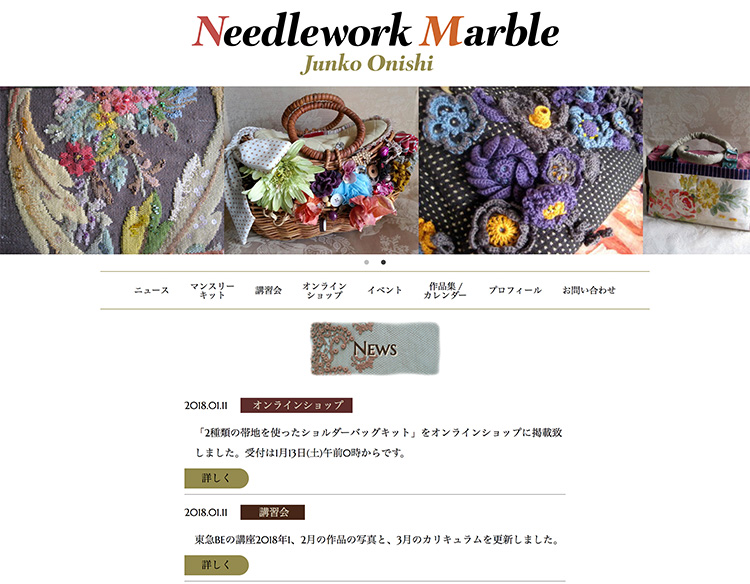 Needlework Marble
Junko Onishi
ニュース
マンスリー
キット
講習会
オンライン
ショップ
イベント
作品集 /
カレンダー
プロフィール
お問い合わせ
News
2018.01.11 オンラインショップ
「2種類の帯地を使ったショルダーバッグキット」をオンラインショップに掲載致
しました。受付は1月13日(土)午前0時からです。
詳しく
2018.01.11 講習会
東急BEの講座2018年1、2月の作品の写真と、3月のカリキュラムを更新しました。
詳しく